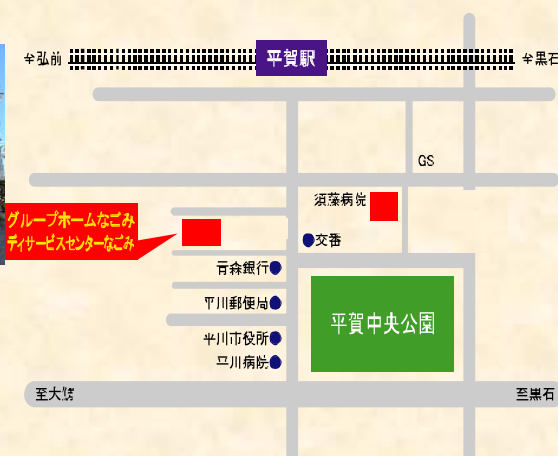 至弘前
平賀駅
至黒石
GS
須藤病院
グループホームなごみ
デイサービスセンターなごみ
交番
青森銀行
平川郵便局
平賀中央公園
平川市役所
平川病院
至大鰐
至黒石